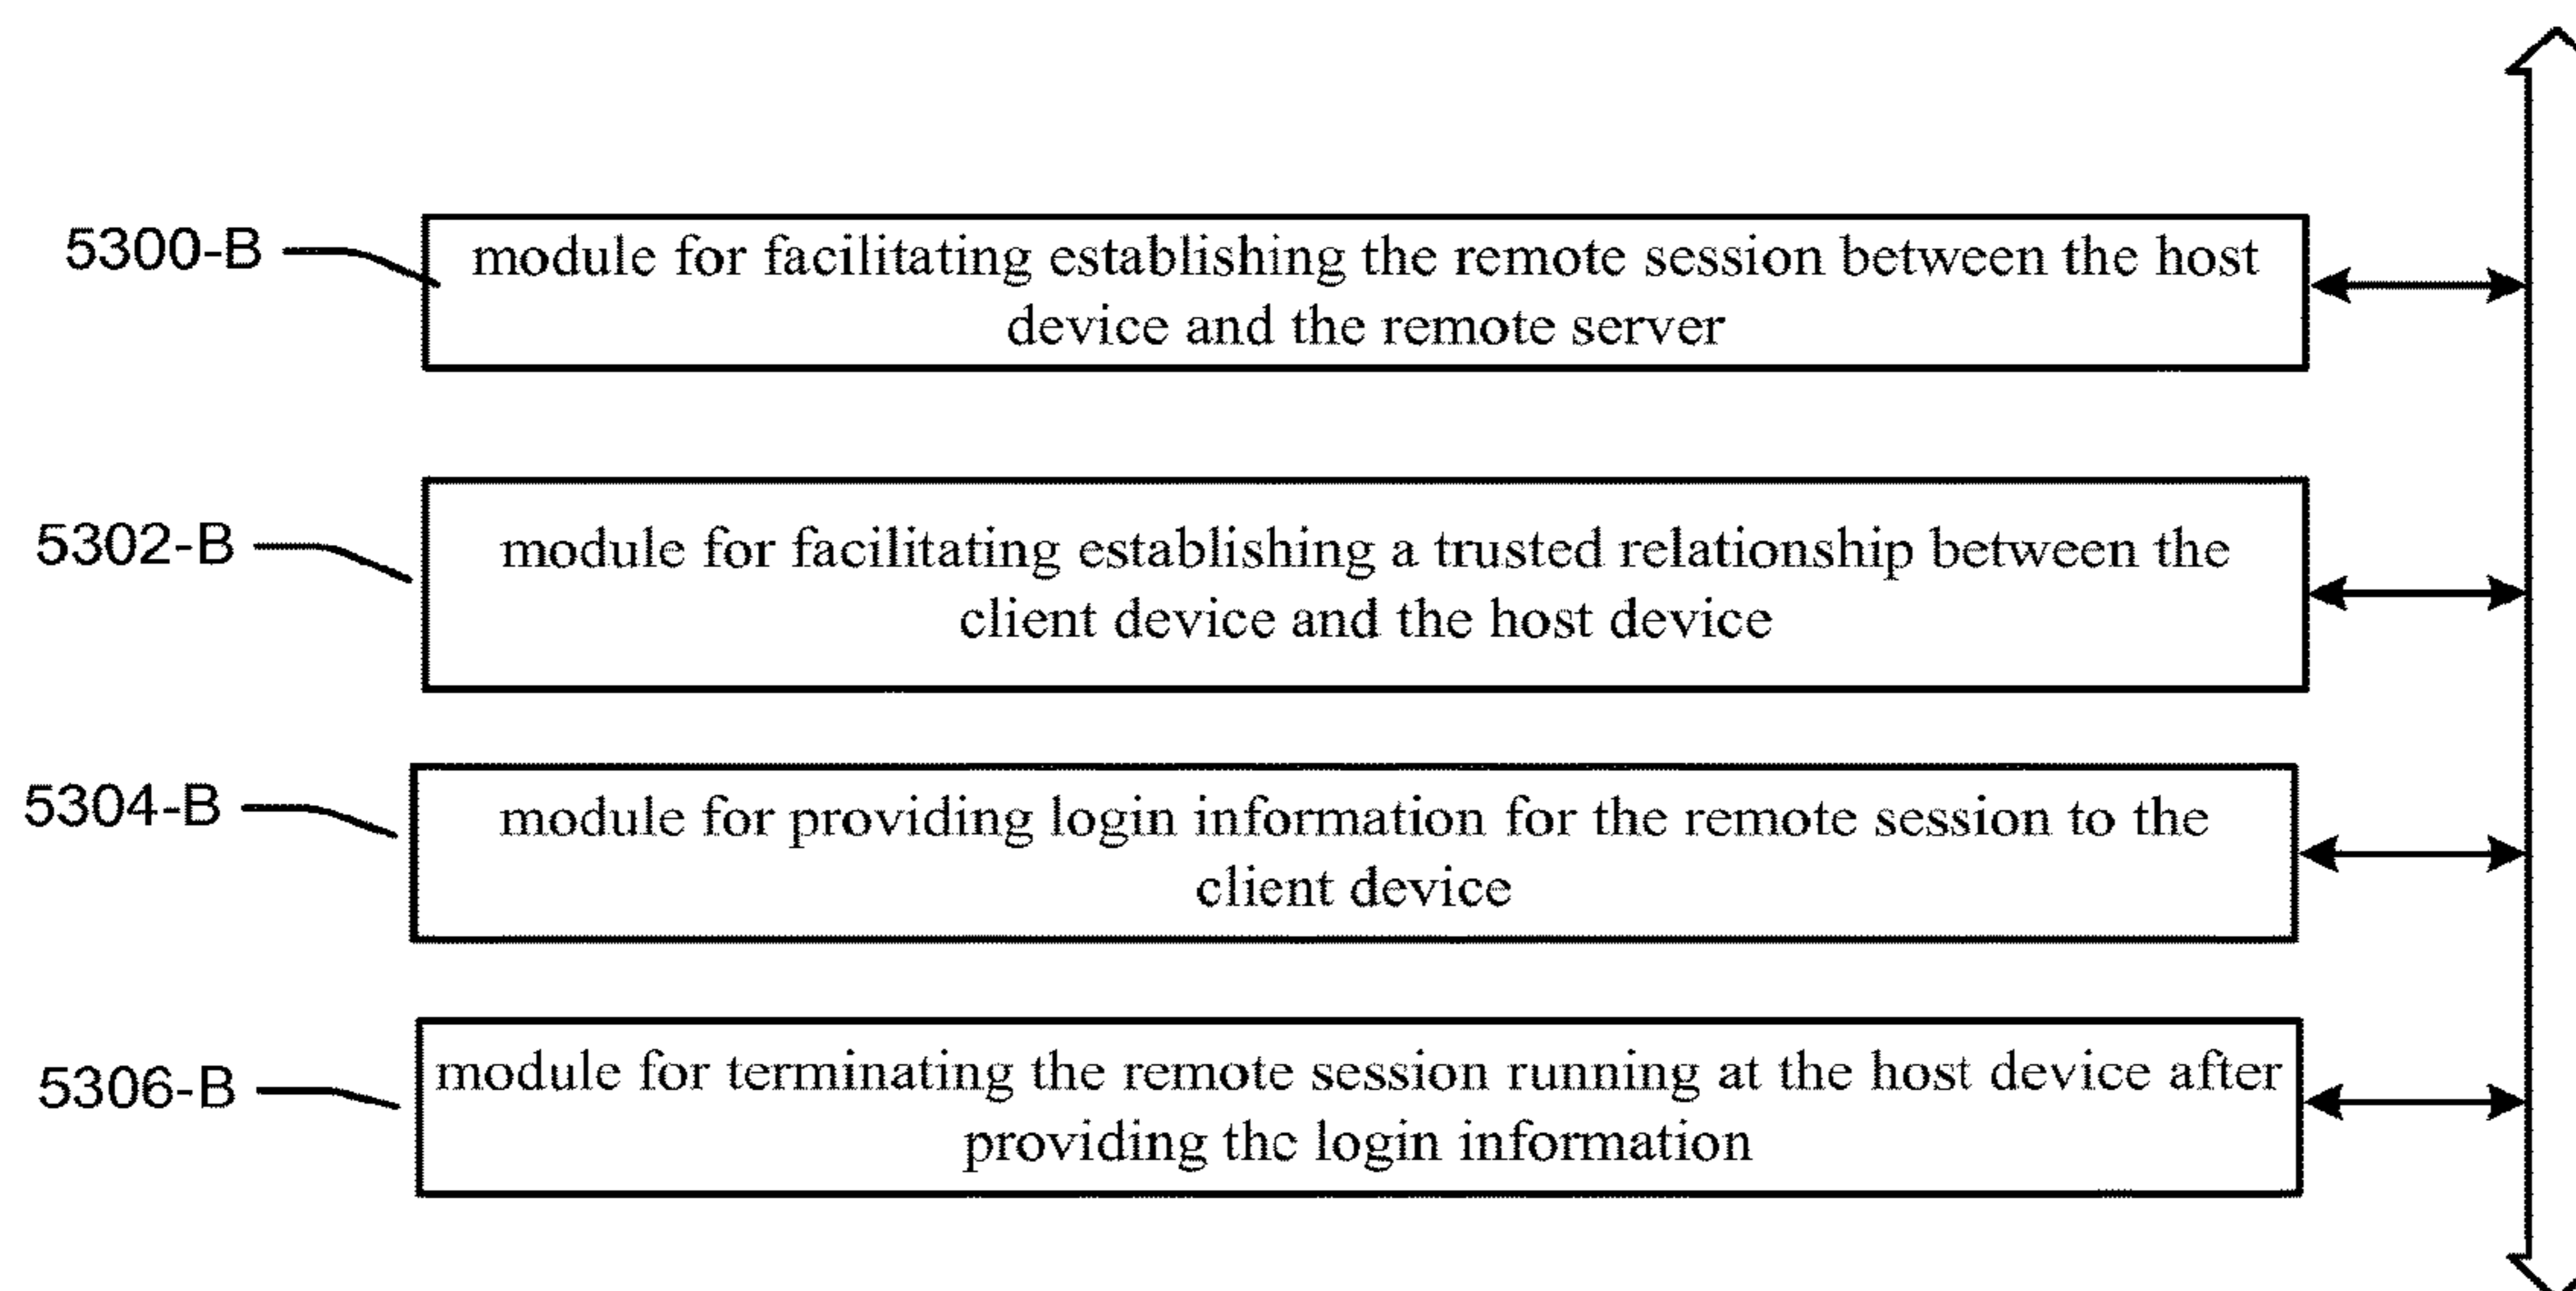 5300-B
module for facilitating establishing the remote session between the host
device and the remote server
5302-B
module for facilitating establishing a trusted relationship between the
client device and the host device
5304-B
module for providing login information for the remote session to the
client device
5306-B
module for terminating the remote session running at the host device after
providing the login information